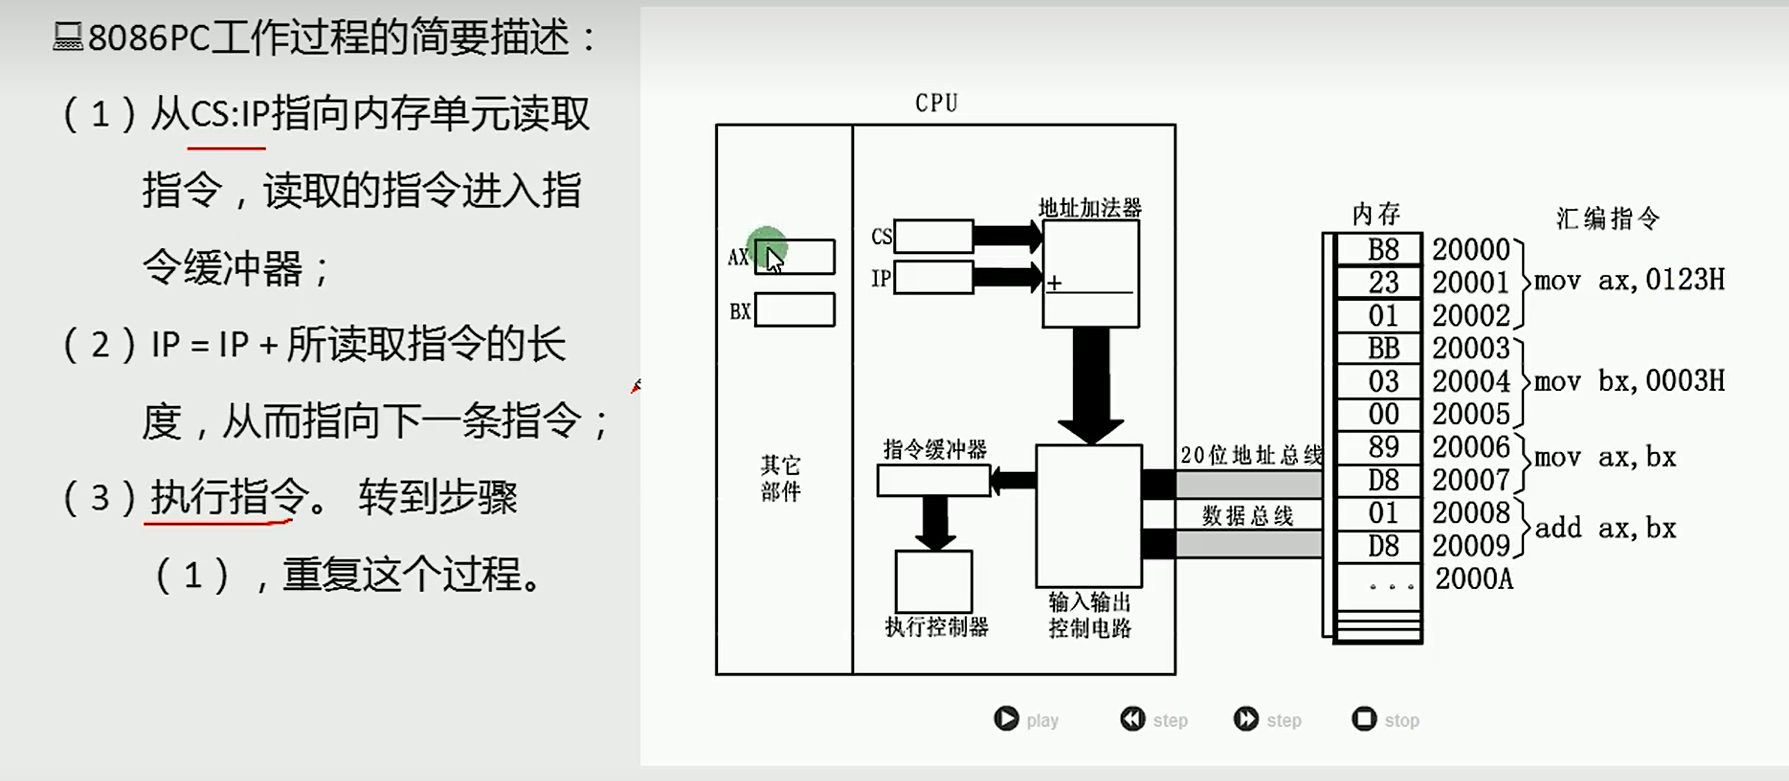 8086PC工作过程的简要描述：
（1）从CS:IP指向内存单元读取
指令，读取的指令进入指
令缓冲器；
（2）IP = IP + 所读取指令的长
度，从而指向下一条指令；
（3）执行指令。 转到步骤
（1），重复这个过程。
CPU
地址加法器
CS
IP
+
AX
BX
其它
部件
指令缓冲器
执行控制器
输入输出
控制电路
20位地址总线
数据总线
内存 汇编指令
B8 20000
23 20001 mov ax,0123H
01 20002
BB 20003
03 20004 mov bx,0003H
00 20005
89 20006
mov ax,bx
D8 20007
01 20008
add ax,bx
D8 20009
... 2000A
play step step stop